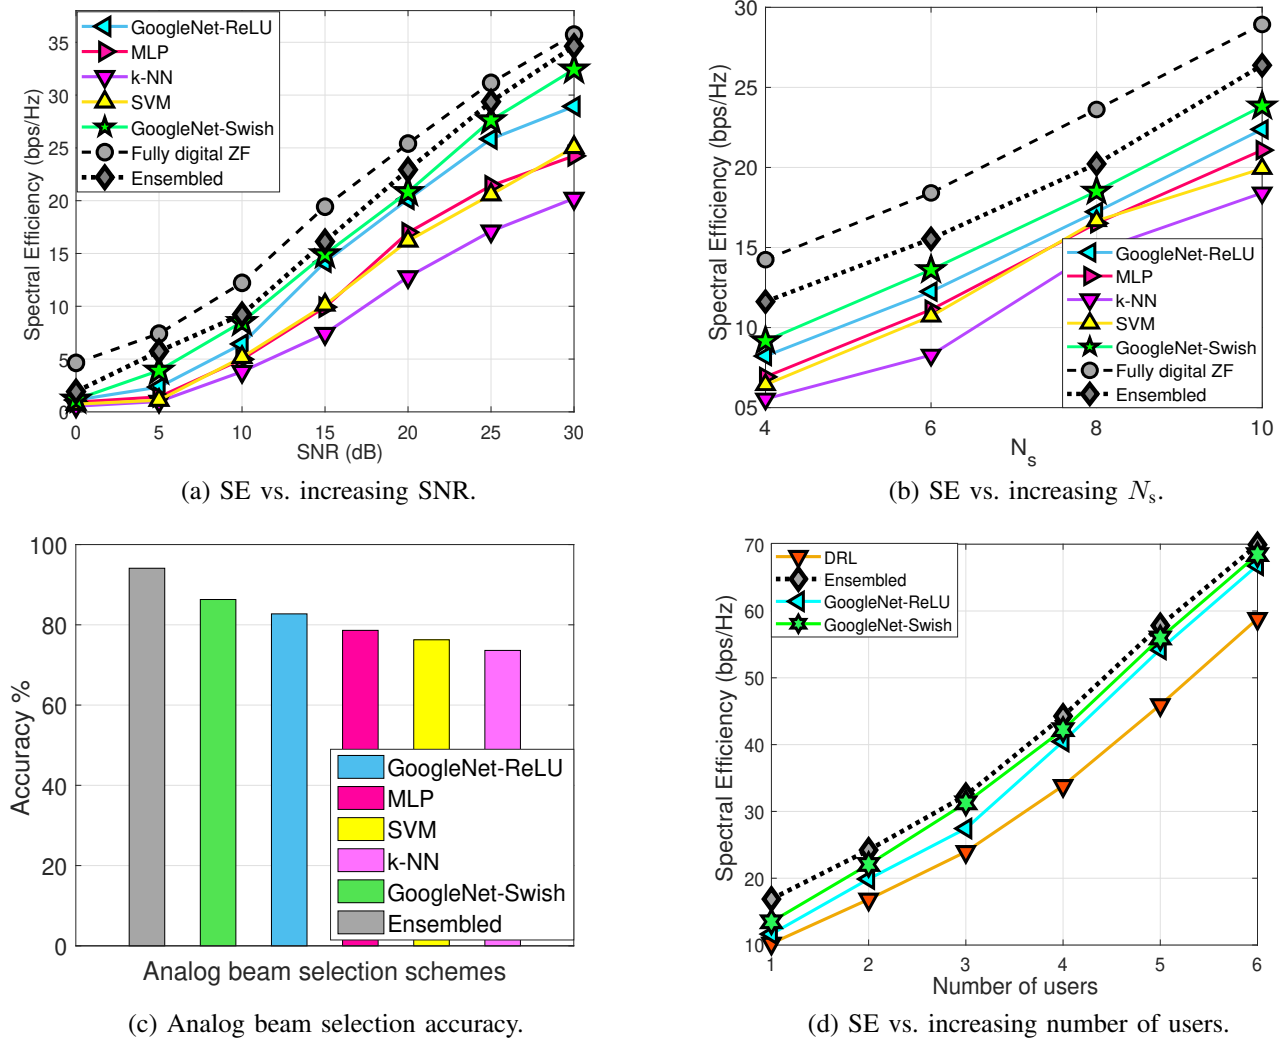 GoogleNet-ReLU
MLP
k-NN
SVM
GoogleNet-Swish
Fully digital ZF
Ensembled
Spectral Efficiency (bps/Hz)
35
30
25
20
15
10
5
0
0 5 10 15 20 25 30
SNR (dB)
(a) SE vs. increasing SNR.
30
25
20
15
10
05
Spectral Efficiency (bps/Hz)
GoogleNet-ReLU
MLP
k-NN
SVM
GoogleNet-Swish
Fully digital ZF
Ensembled
4 6 8 10
Ns
(b) SE vs. increasing Ns.
100
80
60
40
20
0
Accuracy %
GoogleNet-ReLU
MLP
SVM
k-NN
GoogleNet-Swish
Ensembled
Analog beam selection schemes
(c) Analog beam selection accuracy.
70
60
50
40
30
20
10
Spectral Efficiency (bps/Hz)
DRL
Ensembled
GoogleNet-ReLU
GoogleNet-Swish
1 2 3 4 5 6
Number of users
(d) SE vs. increasing number of users.